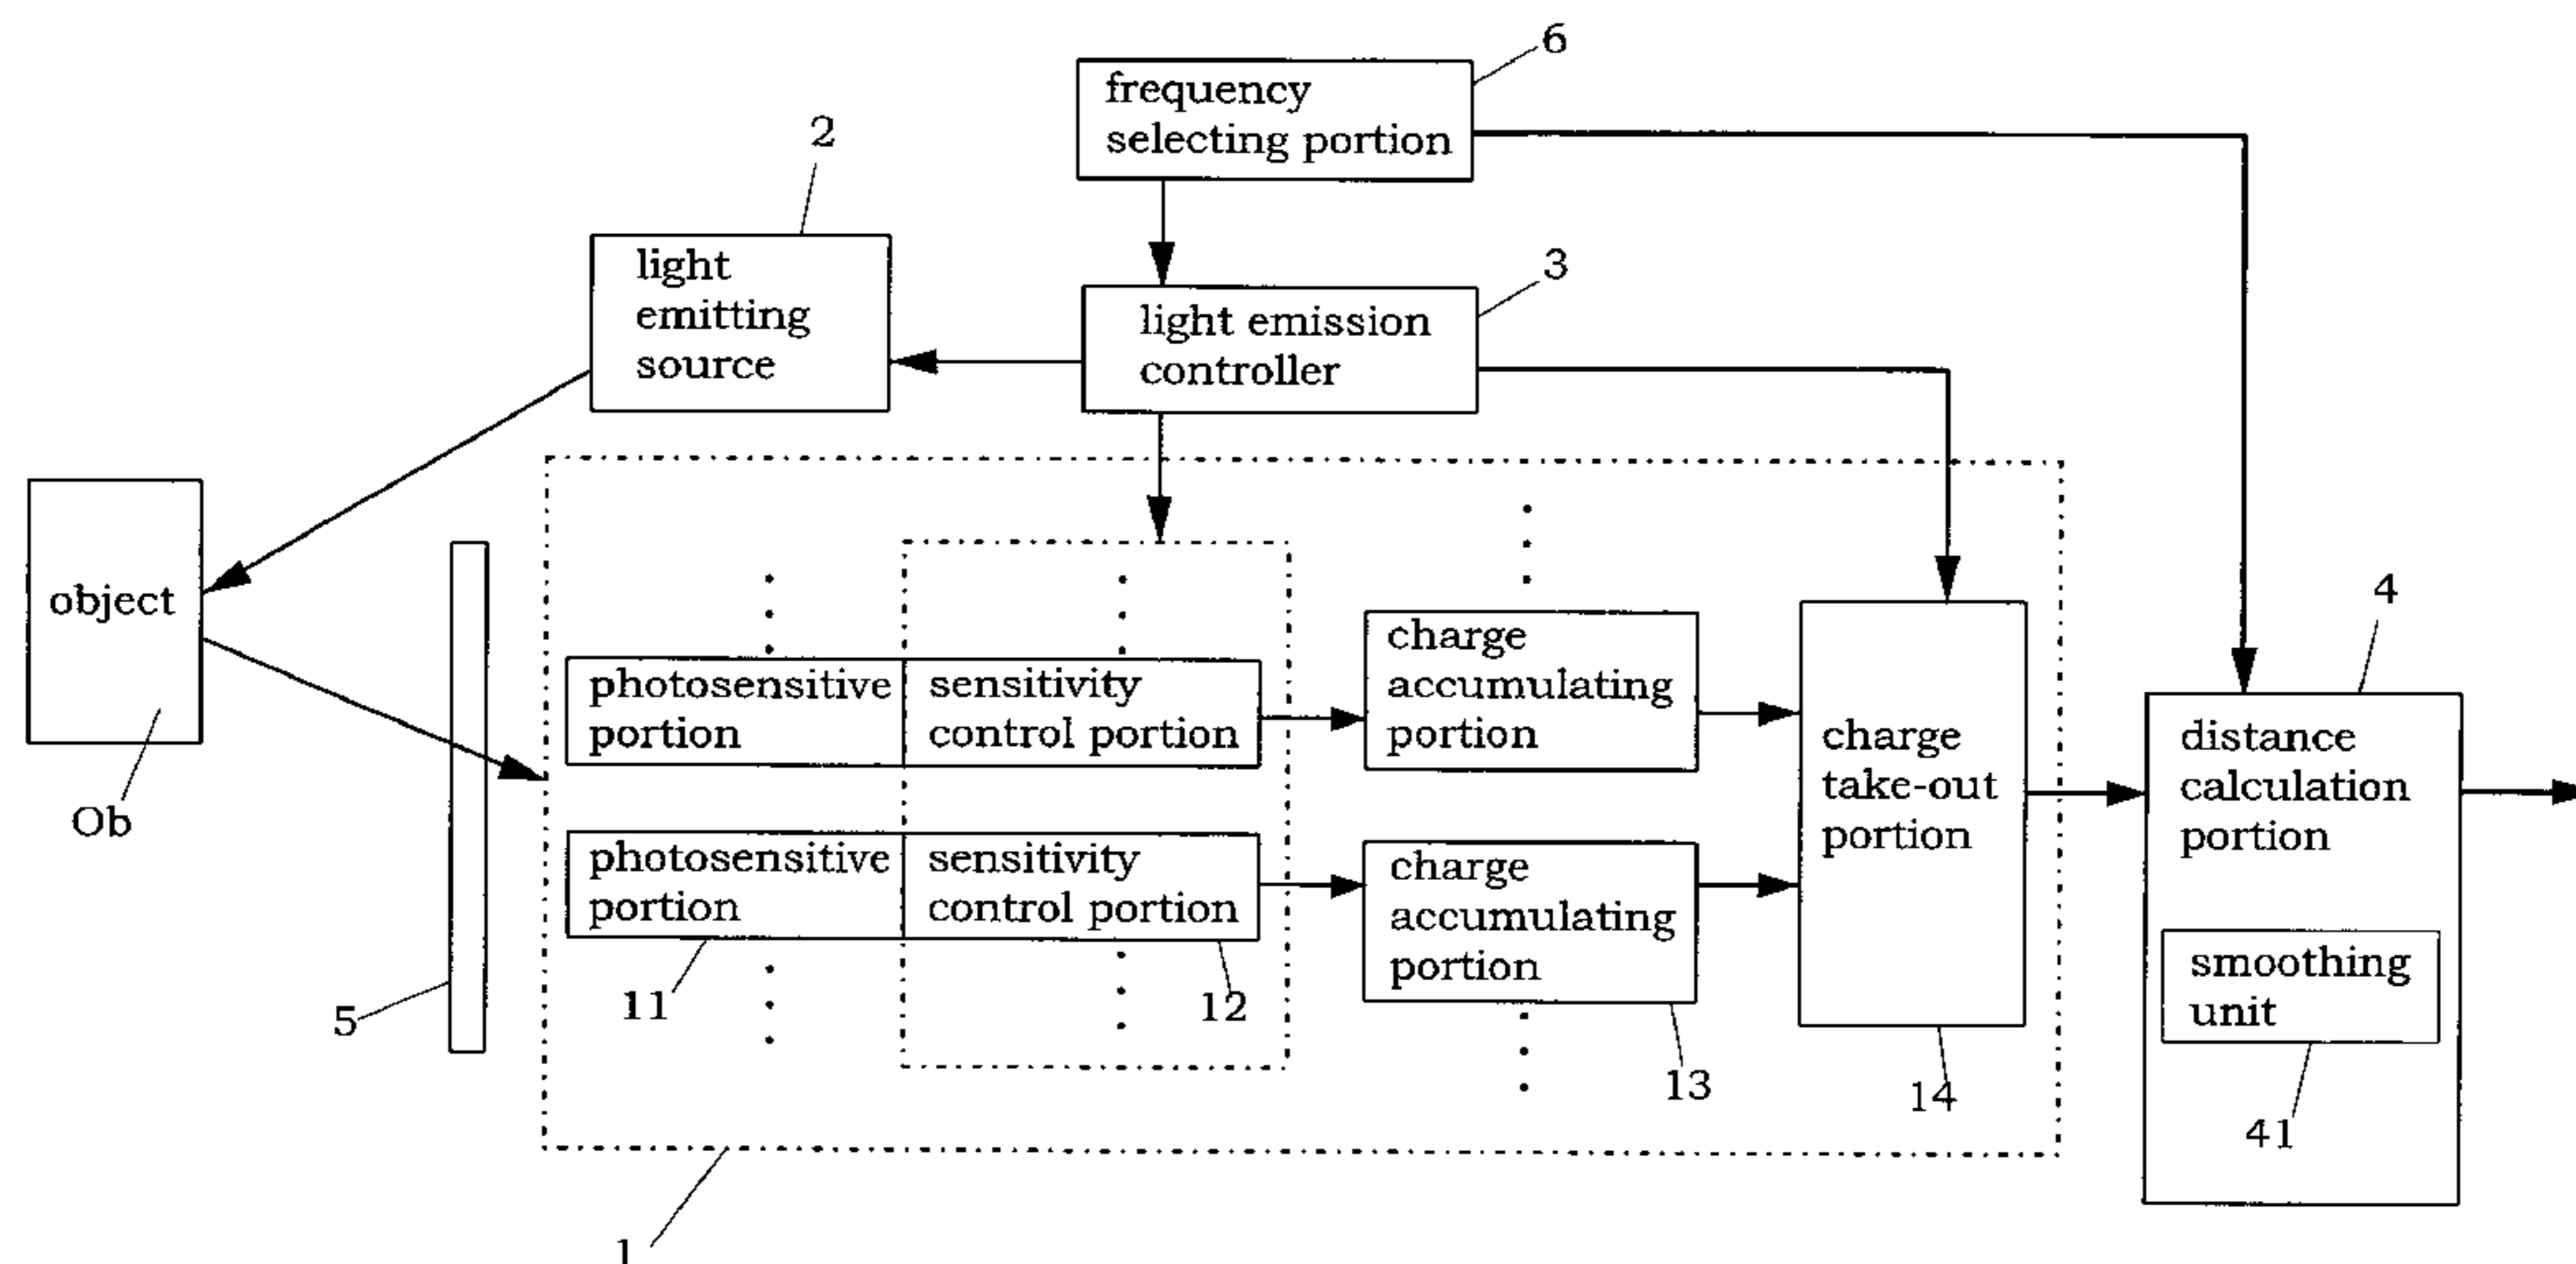 6
frequency
selecting portion
2
light
emitting
source
3
light emission
controller
object
Ob
5
photosensitive
portion
sensitivity
control portion
charge
accumulating
portion
photosensitive
portion
sensitivity
control portion
charge
accumulating
portion
11
12
13
charge
take-out
portion
14
4
distance
calculation
portion
smoothing
unit
41
1